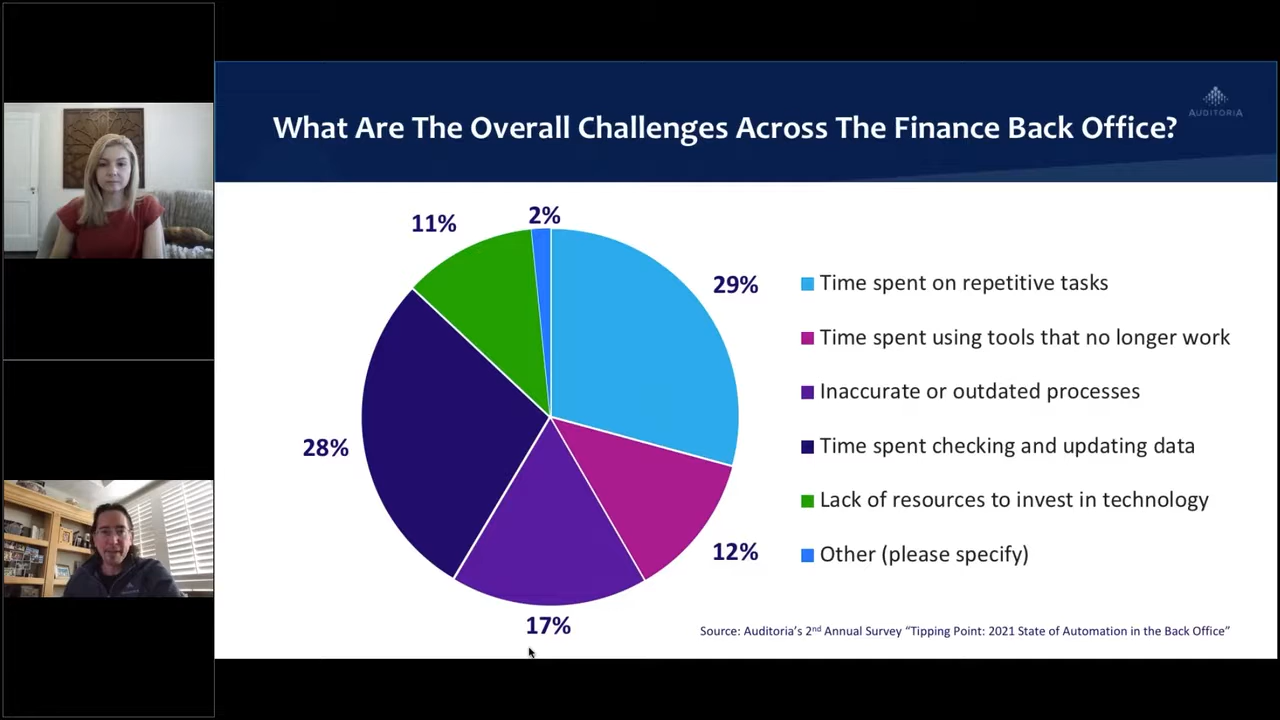 What Are The Overall Challenges Across The Finance Back Office?
AUDITORIA
11%
2%
29%
28%
12%
17%
Time spent on repetitive tasks
Time spent using tools that no longer work
Inaccurate or outdated processes
Time spent checking and updating data
Lack of resources to invest in technology
Other (please specify)
Source: Auditoria’s 2nd Annual Survey “Tipping Point: 2021 State of Automation in the Back Office”